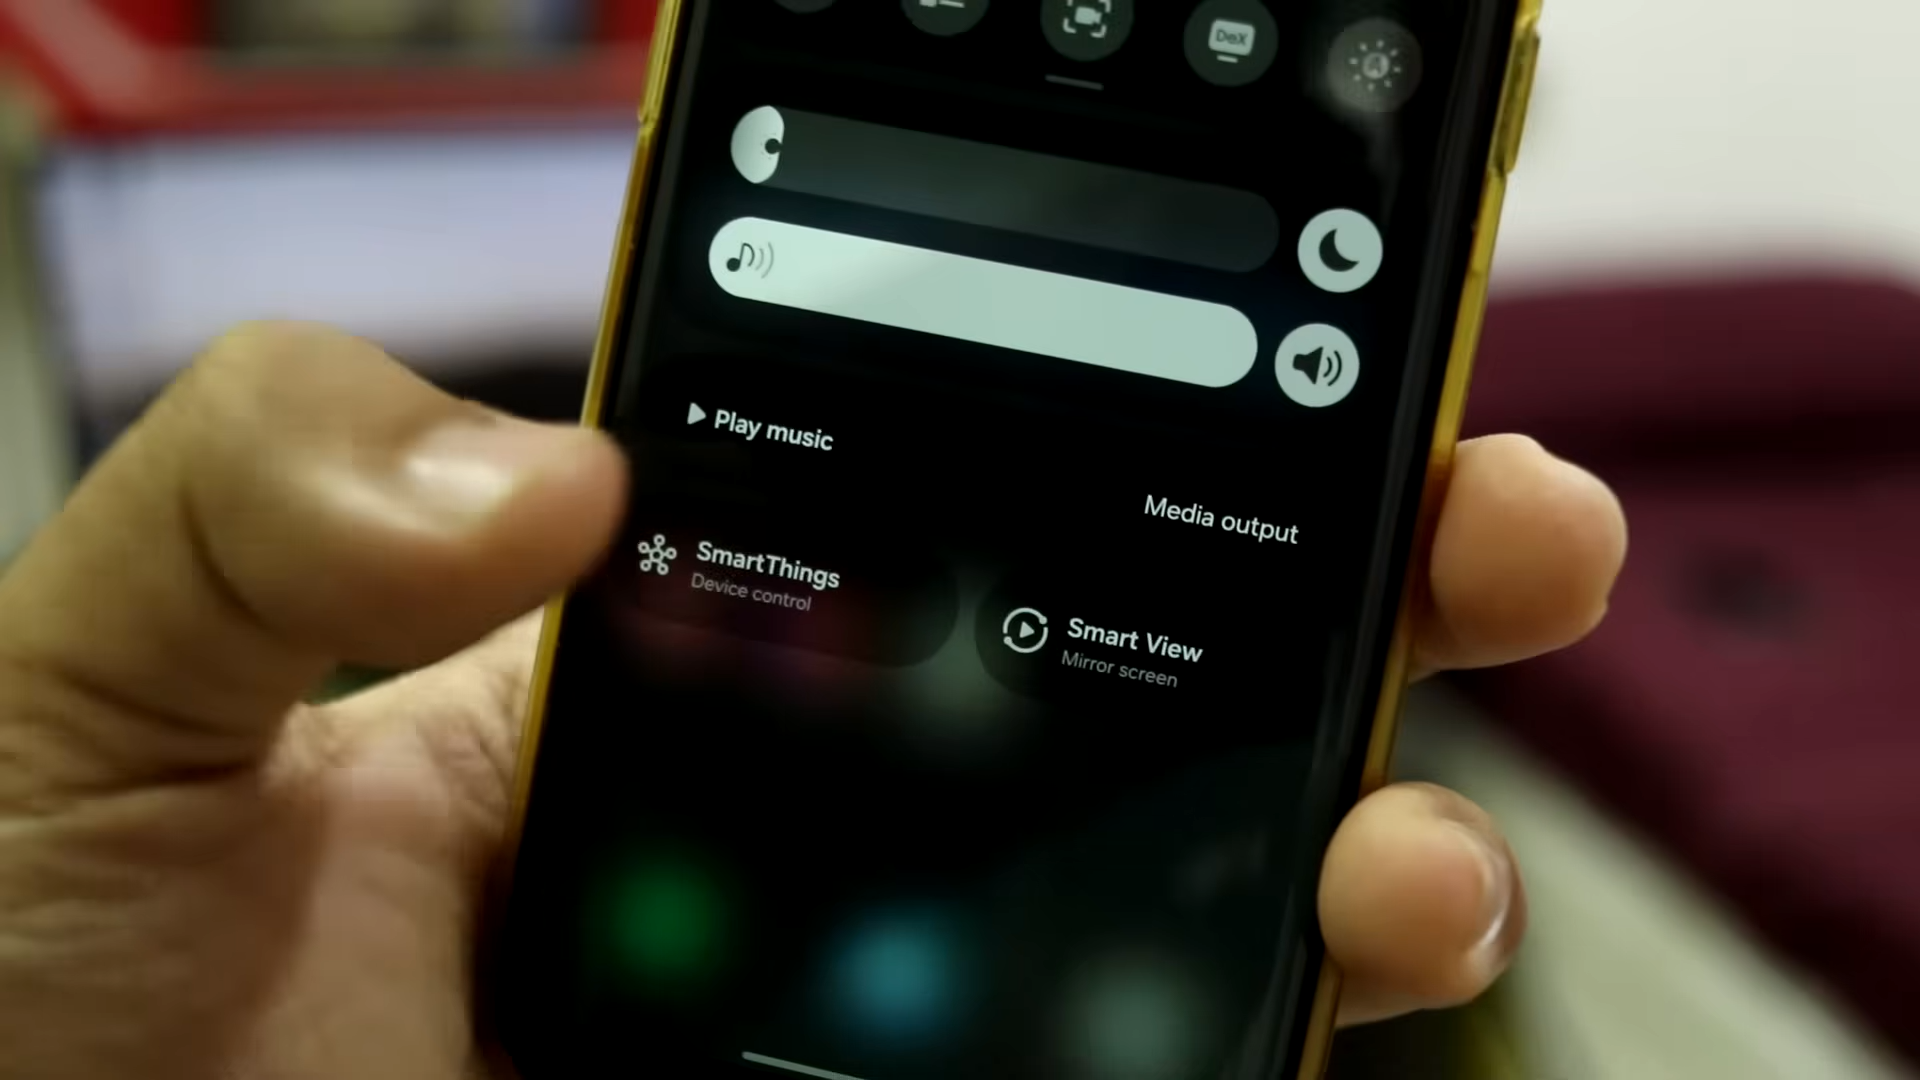 DeX
Play music
Media output
SmartThings
Device control
Smart View
Mirror screen